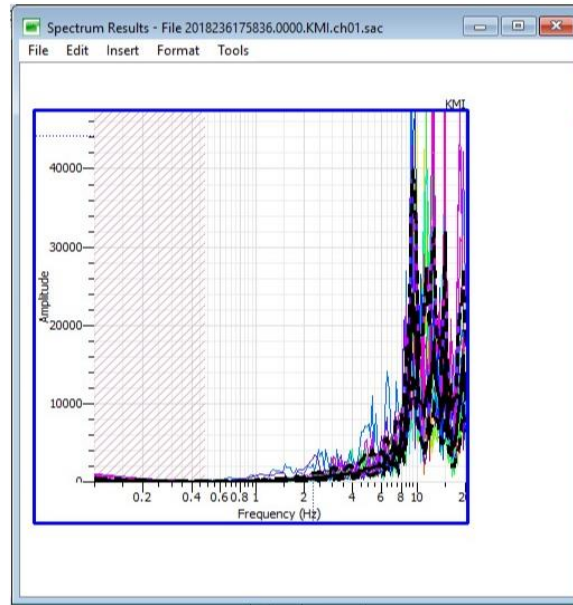 Spectrum Results - File 2018236175836.0000.KMI.ch01.sac
File Edit Insert Format Tools
KMI
40000
30000
20000
10000
0
Amplitude
0.2 0.4 0.6 0.8 1 2 4 6 8 10 20
Frequency (Hz)